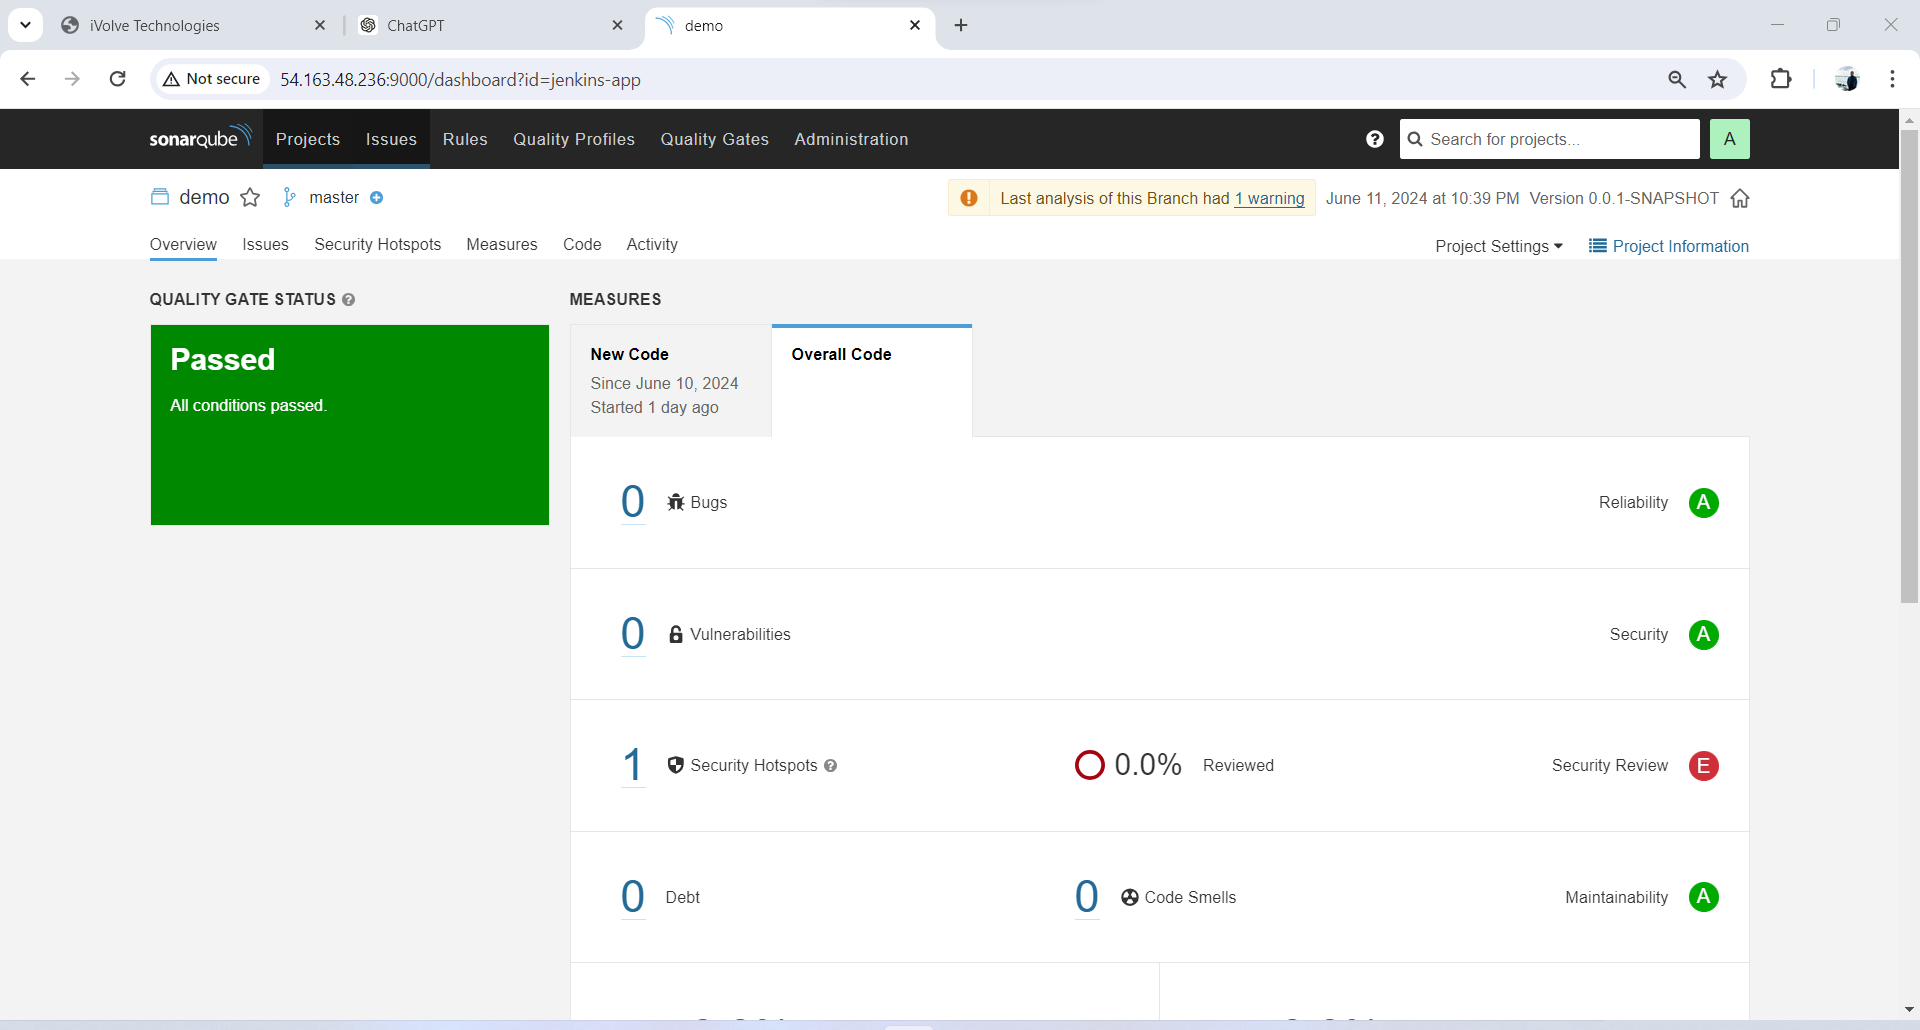 iVolve Technologies
ChatGPT
demo
Not secure
54.163.48.236:9000/dashboard?id=jenkins-app
sonarqube
Projects
Issues
Rules
Quality Profiles
Quality Gates
Administration
Search for projects...
A
demo
master
Last analysis of this Branch had 1 warning
June 11, 2024 at 10:39 PM
Version 0.0.1-SNAPSHOT
Overview
Issues
Security Hotspots
Measures
Code
Activity
Project Settings
Project Information
QUALITY GATE STATUS
MEASURES
Passed
All conditions passed.
New Code
Since June 10, 2024
Started 1 day ago
Overall Code
0 Bugs
Reliability A
0 Vulnerabilities
Security A
1 Security Hotspots
0.0% Reviewed
Security Review E
0 Debt
0 Code Smells
Maintainability A